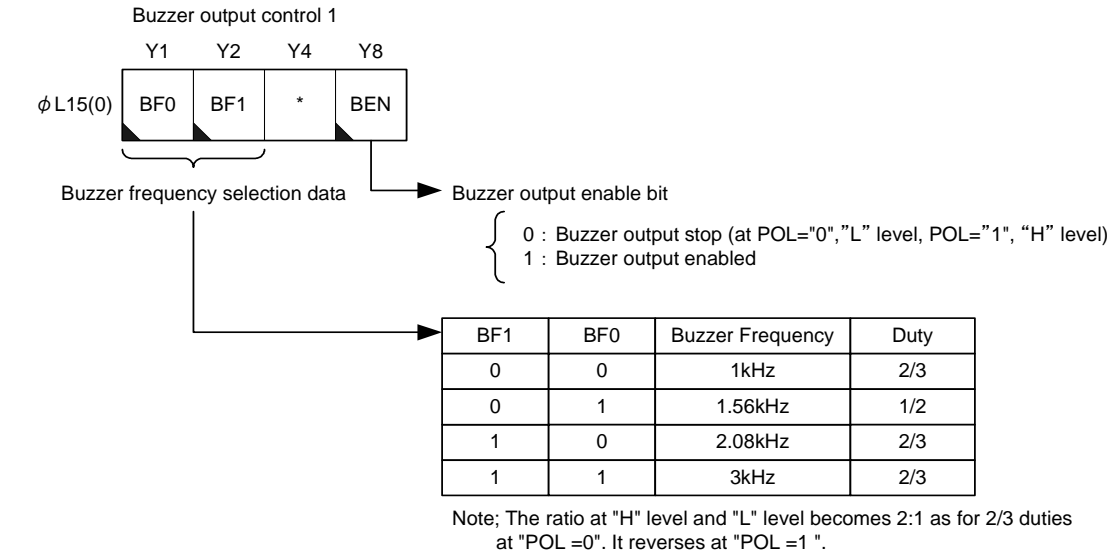 Buzzer output control 1
Y1 Y2 Y4 Y8
ϕL15(0) BF0 BF1 * BEN
Buzzer frequency selection data
Buzzer output enable bit
0 : Buzzer output stop (at POL="0",”L” level, POL=”1", “H” level)
1 : Buzzer output enabled
BF1 BF0 Buzzer Frequency Duty
0 0 1kHz 2/3
0 1 1.56kHz 1/2
1 0 2.08kHz 2/3
1 1 3kHz 2/3
Note; The ratio at "H" level and "L" level becomes 2:1 as for 2/3 duties
at "POL =0". It reverses at "POL =1 ".